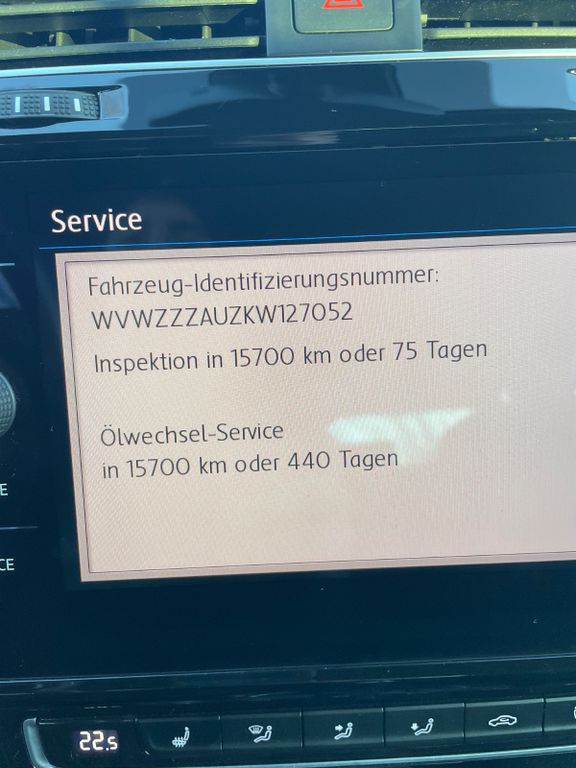 Service
Fahrzeug-Identifizierungsnummer:
WVWZZZAUZKW127052
Inspektion in 15700 km oder 75 Tagen
Ölwechsel-Service
in 15700 km oder 440 Tagen
E
CE
22.5